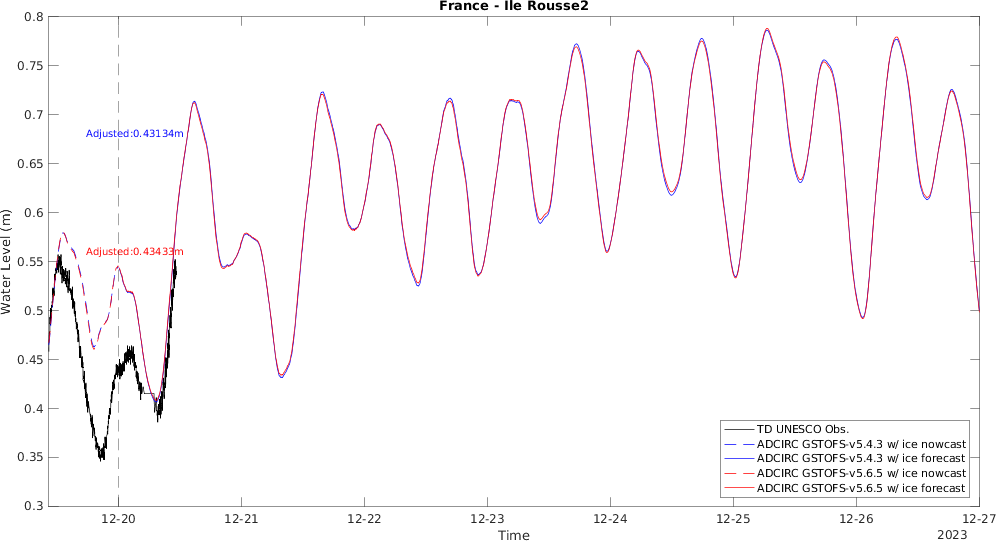 France - Ile Rousse2
0.8
0.75
0.7
0.65
0.6
0.55
0.5
0.45
0.4
0.35
0.3
Water Level (m)
Adjusted:0.43134m
Adjusted:0.43433m
TD UNESCO Obs.
ADCIRC GSTOFS-v5.4.3 w/ ice nowcast
ADCIRC GSTOFS-v5.4.3 w/ ice forecast
ADCIRC GSTOFS-v5.6.5 w/ ice nowcast
ADCIRC GSTOFS-v5.6.5 w/ ice forecast
12-20 12-21 12-22 12-23 12-24 12-25 12-26 12-27
Time
2023